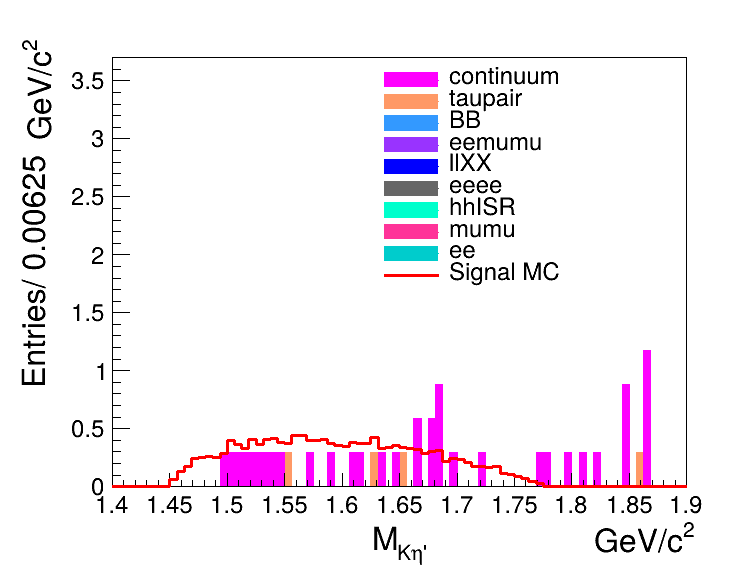 Entries/ 0.00625 GeV/c²
3.5
3
2.5
2
1.5
1
0.5
0
continuum
taupair
BB
eemumu
llXX
eeee
hhISR
mumu
ee
Signal MC
1.4 1.45 1.5 1.55 1.6 1.65 1.7 1.75 1.8 1.85 1.9
M_{Kη'} GeV/c²